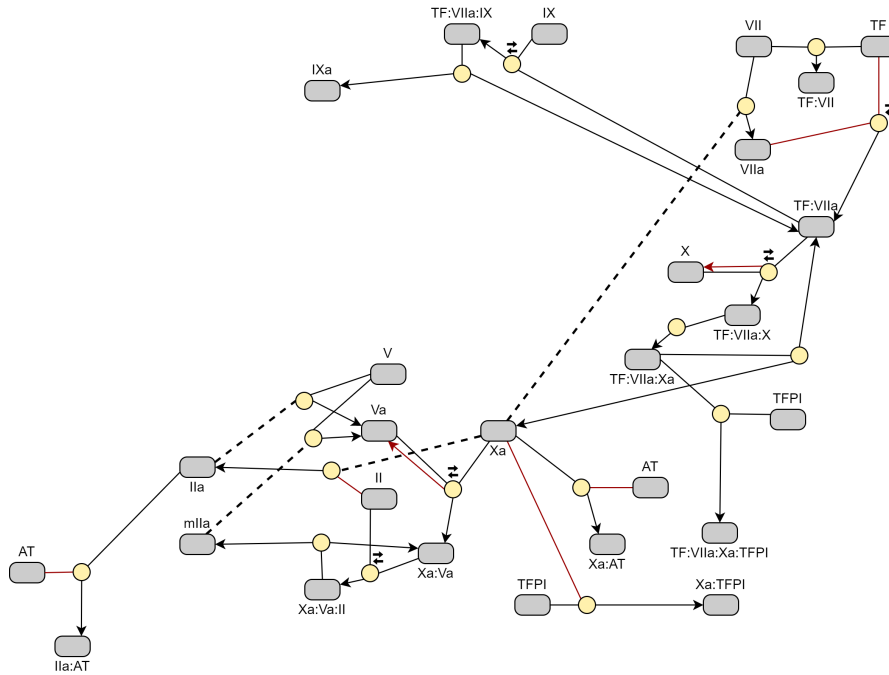 TF:VIIa:IX
IX
VII
TF
IXa
TF:VII
VIIa
TF:VIIa
X
TF:VIIa:X
V
TF:VIIa:Xa
TFPI
Va
Xa
IIa
II
AT
mIIa
TF:VIIa:Xa:TFPI
AT
Xa:Va
Xa:AT
Xa:Va:II
TFPI
Xa:TFPI
IIa:AT